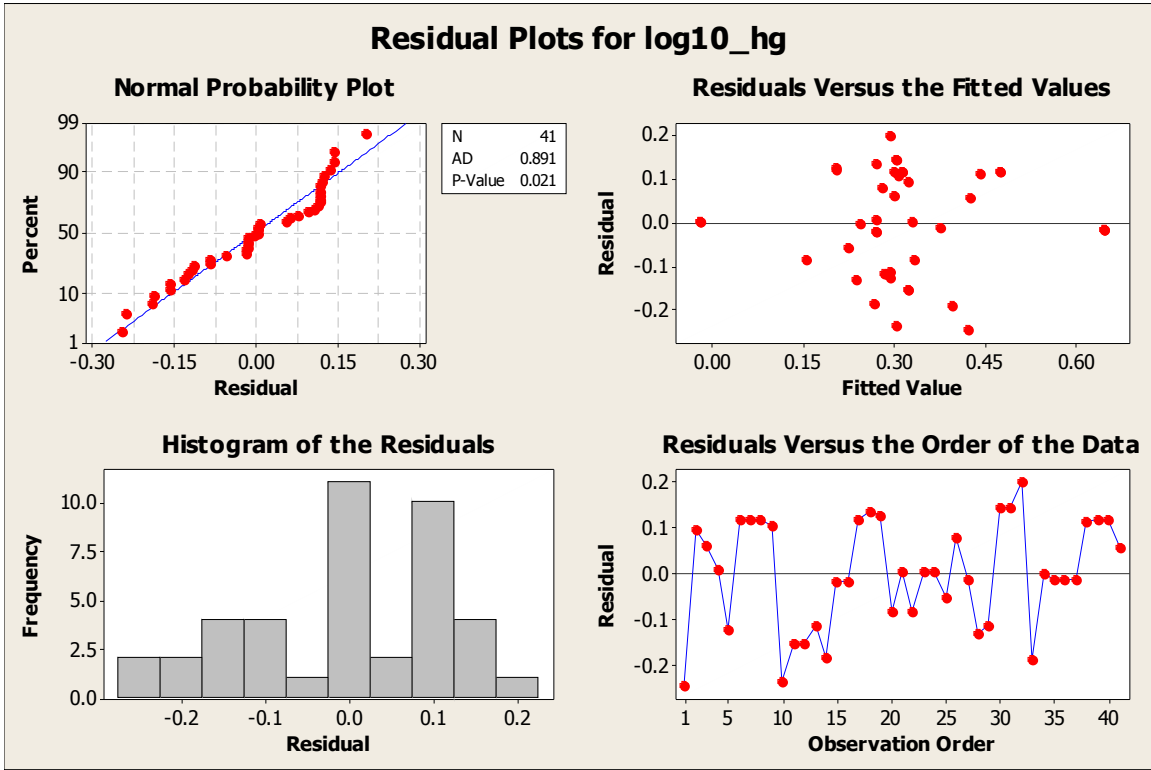 Residual Plots for log10_hg
Normal Probability Plot
Percent
99
90
50
10
1
-0.30 -0.15 0.00 0.15 0.30
Residual
N 41
AD 0.891
P-Value 0.021
Residuals Versus the Fitted Values
Residual
0.2
0.1
0.0
-0.1
-0.2
0.00 0.15 0.30 0.45 0.60
Fitted Value
Histogram of the Residuals
Frequency
10.0
7.5
5.0
2.5
0.0
-0.2 -0.1 0.0 0.1 0.2
Residual
Residuals Versus the Order of the Data
Residual
0.2
0.1
0.0
-0.1
-0.2
1 5 10 15 20 25 30 35 40
Observation Order